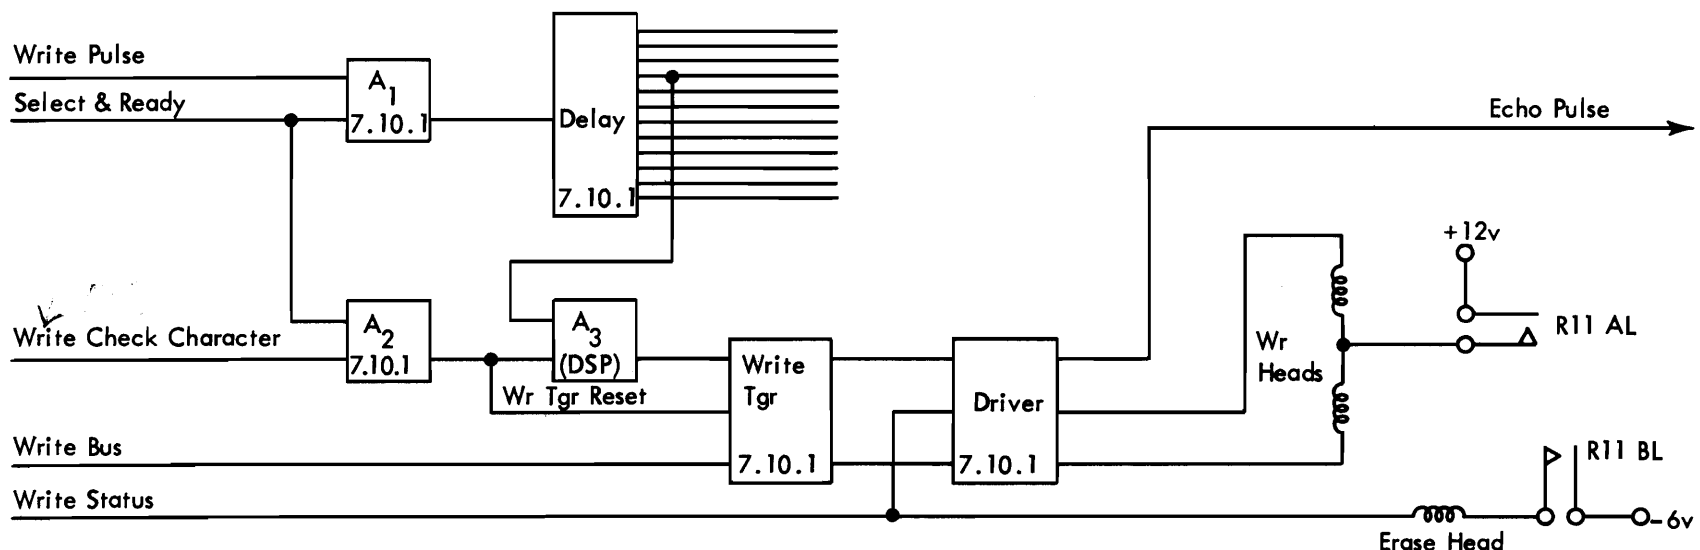 Write Pulse
Select & Ready
A1
7.10.1
Delay
7.10.1
Echo Pulse
+12v
R11 AL
Write Check Character
A2
7.10.1
A3
(DSP)
Wr Tgr Reset
Write
Tgr
7.10.1
Driver
7.10.1
Wr
Heads
Write Bus
Write Status
R11 BL
-6v
Erase Head